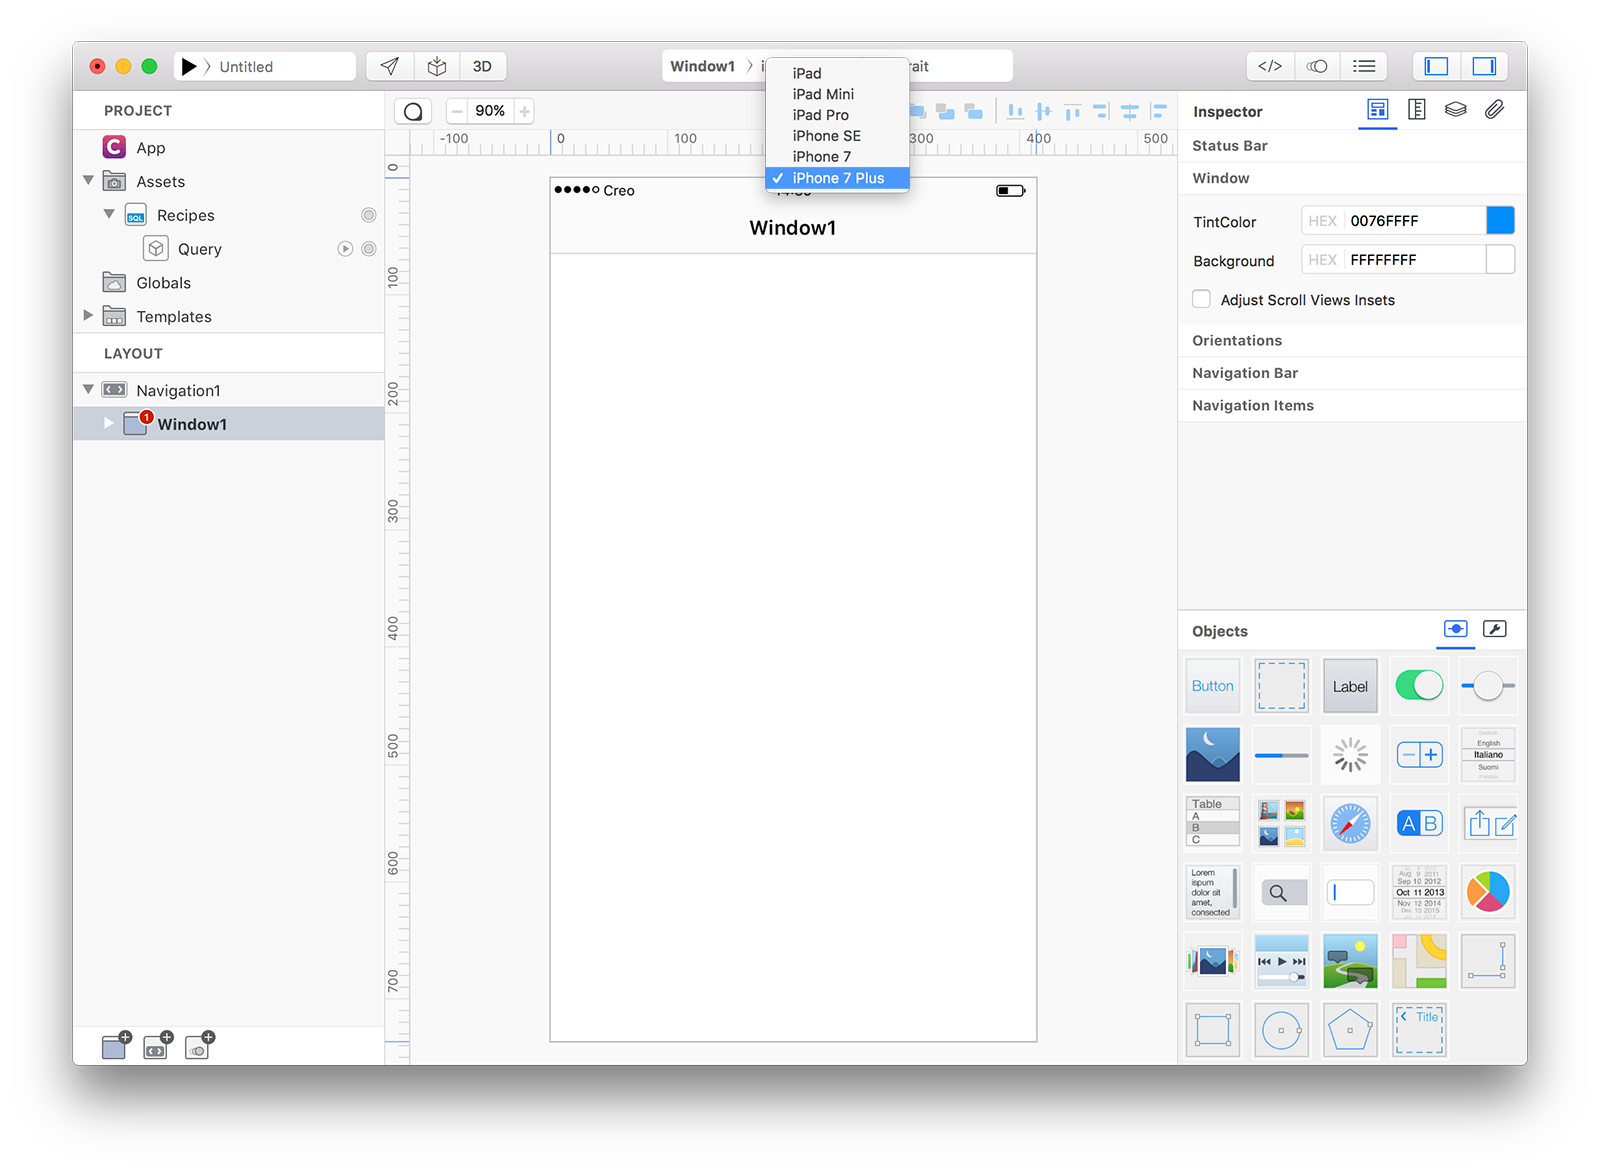 Untitled
3D
Window1
rait
iPad
iPad Mini
iPad Pro
iPhone SE
iPhone 7
✓ iPhone 7 Plus
PROJECT
App
Assets
SQL Recipes
Query
Globals
Templates
LAYOUT
Navigation1
1 Window1
90%
-100 0 100 300 400 500
0
100
200
300
400
500
600
700
Creo
Window1
Inspector
Status Bar
Window
TintColor HEX 0076FFFF
Background HEX FFFFFFFF
Adjust Scroll Views Insets
Orientations
Navigation Bar
Navigation Items
Objects
Button
Label
English
Italiano
Suomi
Français
Table
A
B
C
A B
Lorem
ispum
dolor sit
amet,
consected
Aug 9 2011
Sep 10 2012
Oct 11 2013
Nov 12 2014
Dec 13 2015
Title